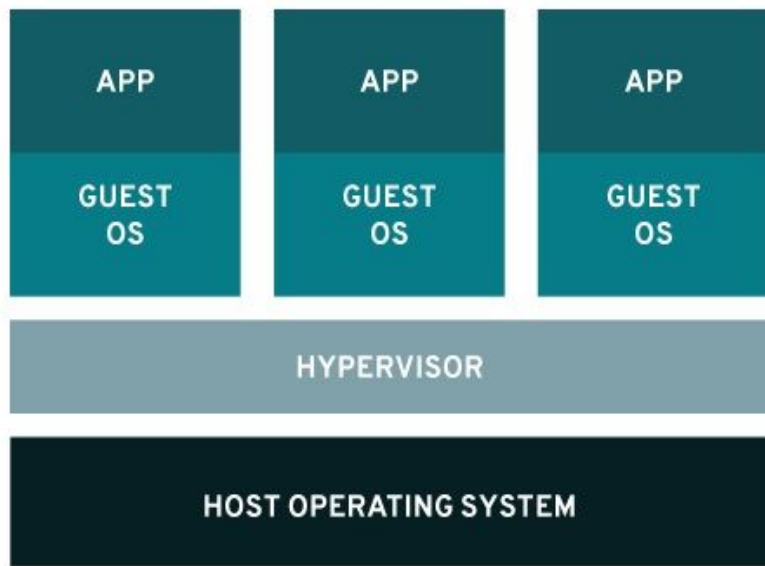 APP
APP
APP
GUEST
OS
GUEST
OS
GUEST
OS
HYPERVISOR
HOST OPERATING SYSTEM